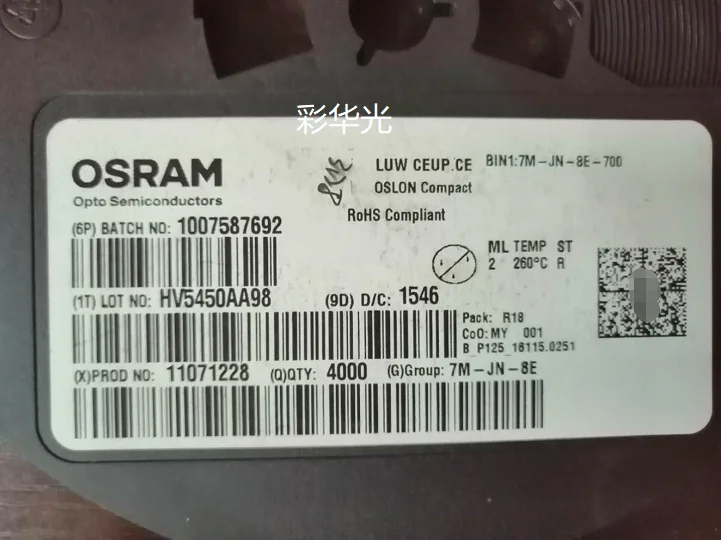 彩华光
OSRAM
Opto Semiconductors
LUW CEUP.CE
OSLON Compact
RoHS Compliant
BIN1:7M-JN-8E-700
(6P) BATCH NO: 1007587692
ML TEMP ST
2 260°C R
(1T) LOT NO: HV5450AA98 (9D) D/C: 1546
Pack: R18
CoO: MY 001
B_P125_18115.0251
(X)PROD NO: 11071228 (Q)QTY: 4000 (G)Group: 7M-JN-8E